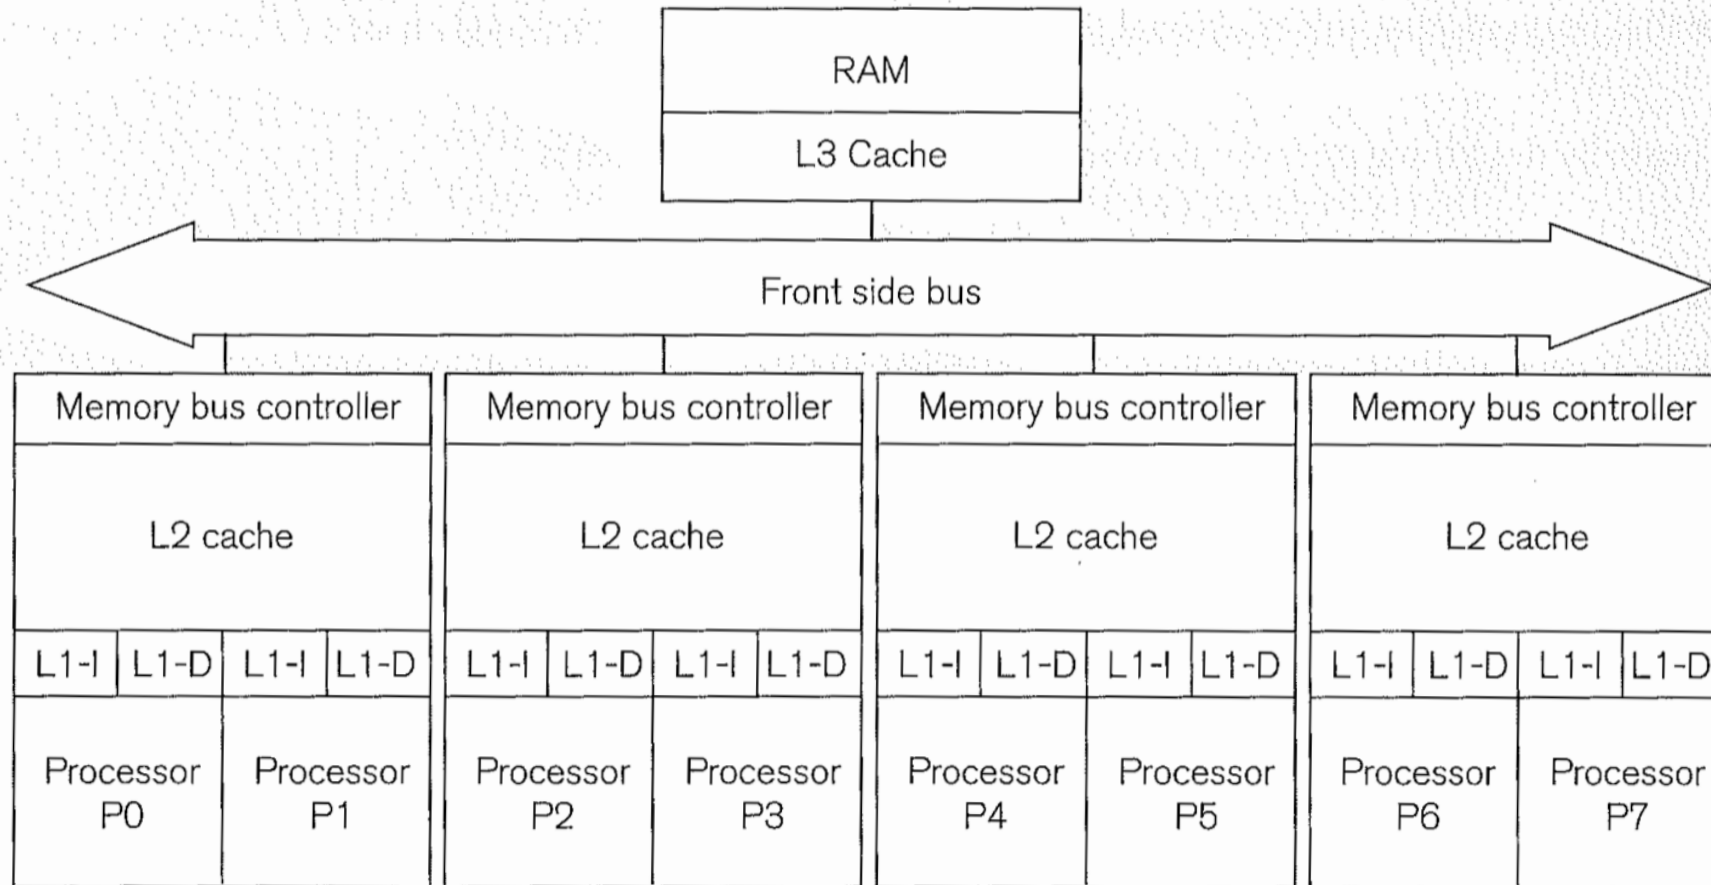 RAM
L3 Cache
Front side bus
Memory bus controller
Memory bus controller
Memory bus controller
Memory bus controller
L2 cache
L2 cache
L2 cache
L2 cache
L1-I L1-D L1-I L1-D
L1-I L1-D L1-I L1-D
L1-I L1-D L1-I L1-D
L1-I L1-D L1-I L1-D
Processor
P0
Processor
P1
Processor
P2
Processor
P3
Processor
P4
Processor
P5
Processor
P6
Processor
P7